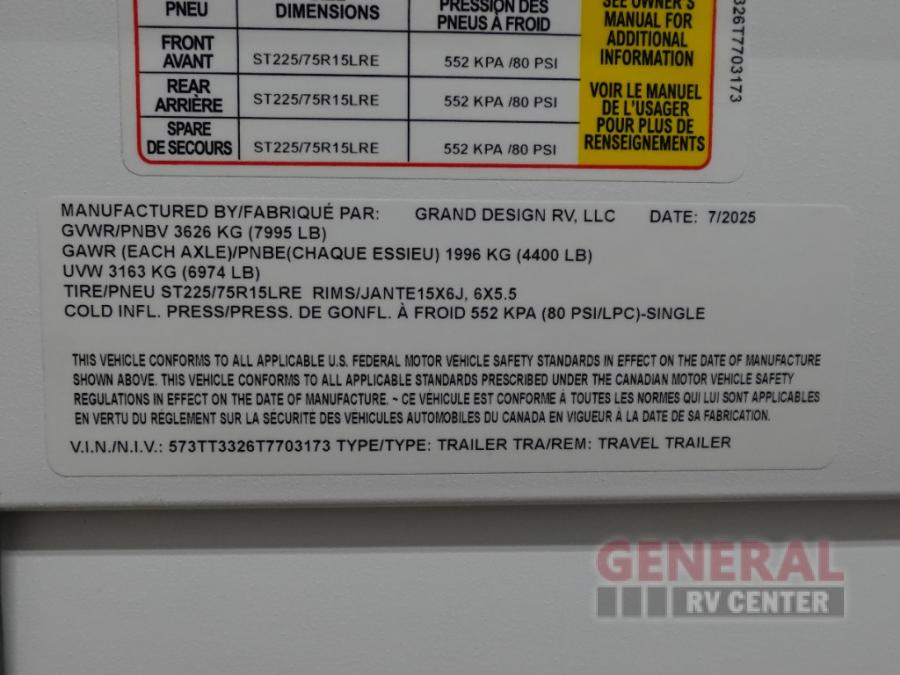 PNEU
DIMENSIONS
PRESSION DES
PNEUS À FROID
SEE OWNER'S
MANUAL FOR
ADDITIONAL
INFORMATION
FRONT
AVANT
ST225/75R15LRE
552 KPA /80 PSI
REAR
ARRIÈRE
ST225/75R15LRE
552 KPA /80 PSI
SPARE
DE SECOURS
ST225/75R15LRE
552 KPA /80 PSI
VOIR LE MANUEL
DE L'USAGER
POUR PLUS DE
RENSEIGNEMENTS
326T7703173
MANUFACTURED BY/FABRIQUÉ PAR: GRAND DESIGN RV, LLC DATE: 7/2025
GVWR/PNBV 3626 KG (7995 LB)
GAWR (EACH AXLE)/PNBE(CHAQUE ESSIEU) 1996 KG (4400 LB)
UVW 3163 KG (6974 LB)
TIRE/PNEU ST225/75R15LRE RIMS/JANTE15X6J, 6X5.5
COLD INFL. PRESS/PRESS. DE GONFL. À FROID 552 KPA (80 PSI/LPC)-SINGLE
THIS VEHICLE CONFORMS TO ALL APPLICABLE U.S. FEDERAL MOTOR VEHICLE SAFETY STANDARDS IN EFFECT ON THE DATE OF MANUFACTURE
SHOWN ABOVE. THIS VEHICLE CONFORMS TO ALL APPLICABLE STANDARDS PRESCRIBED UNDER THE CANADIAN MOTOR VEHICLE SAFETY
REGULATIONS IN EFFECT ON THE DATE OF MANUFACTURE. ~ CE VÉHICULE EST CONFORME À TOUTES LES NORMES QUI LUI SONT APPLICABLES
EN VERTU DU RÉGLEMENT SUR LA SÉCURITÉ DES VÉHICULES AUTOMOBILES DU CANADA EN VIGUEUR À LA DATE DE SA FABRICATION.
V.I.N./N.I.V.: 573TT3326T7703173 TYPE/TYPE: TRAILER TRA/REM: TRAVEL TRAILER
GENERAL
RV CENTER